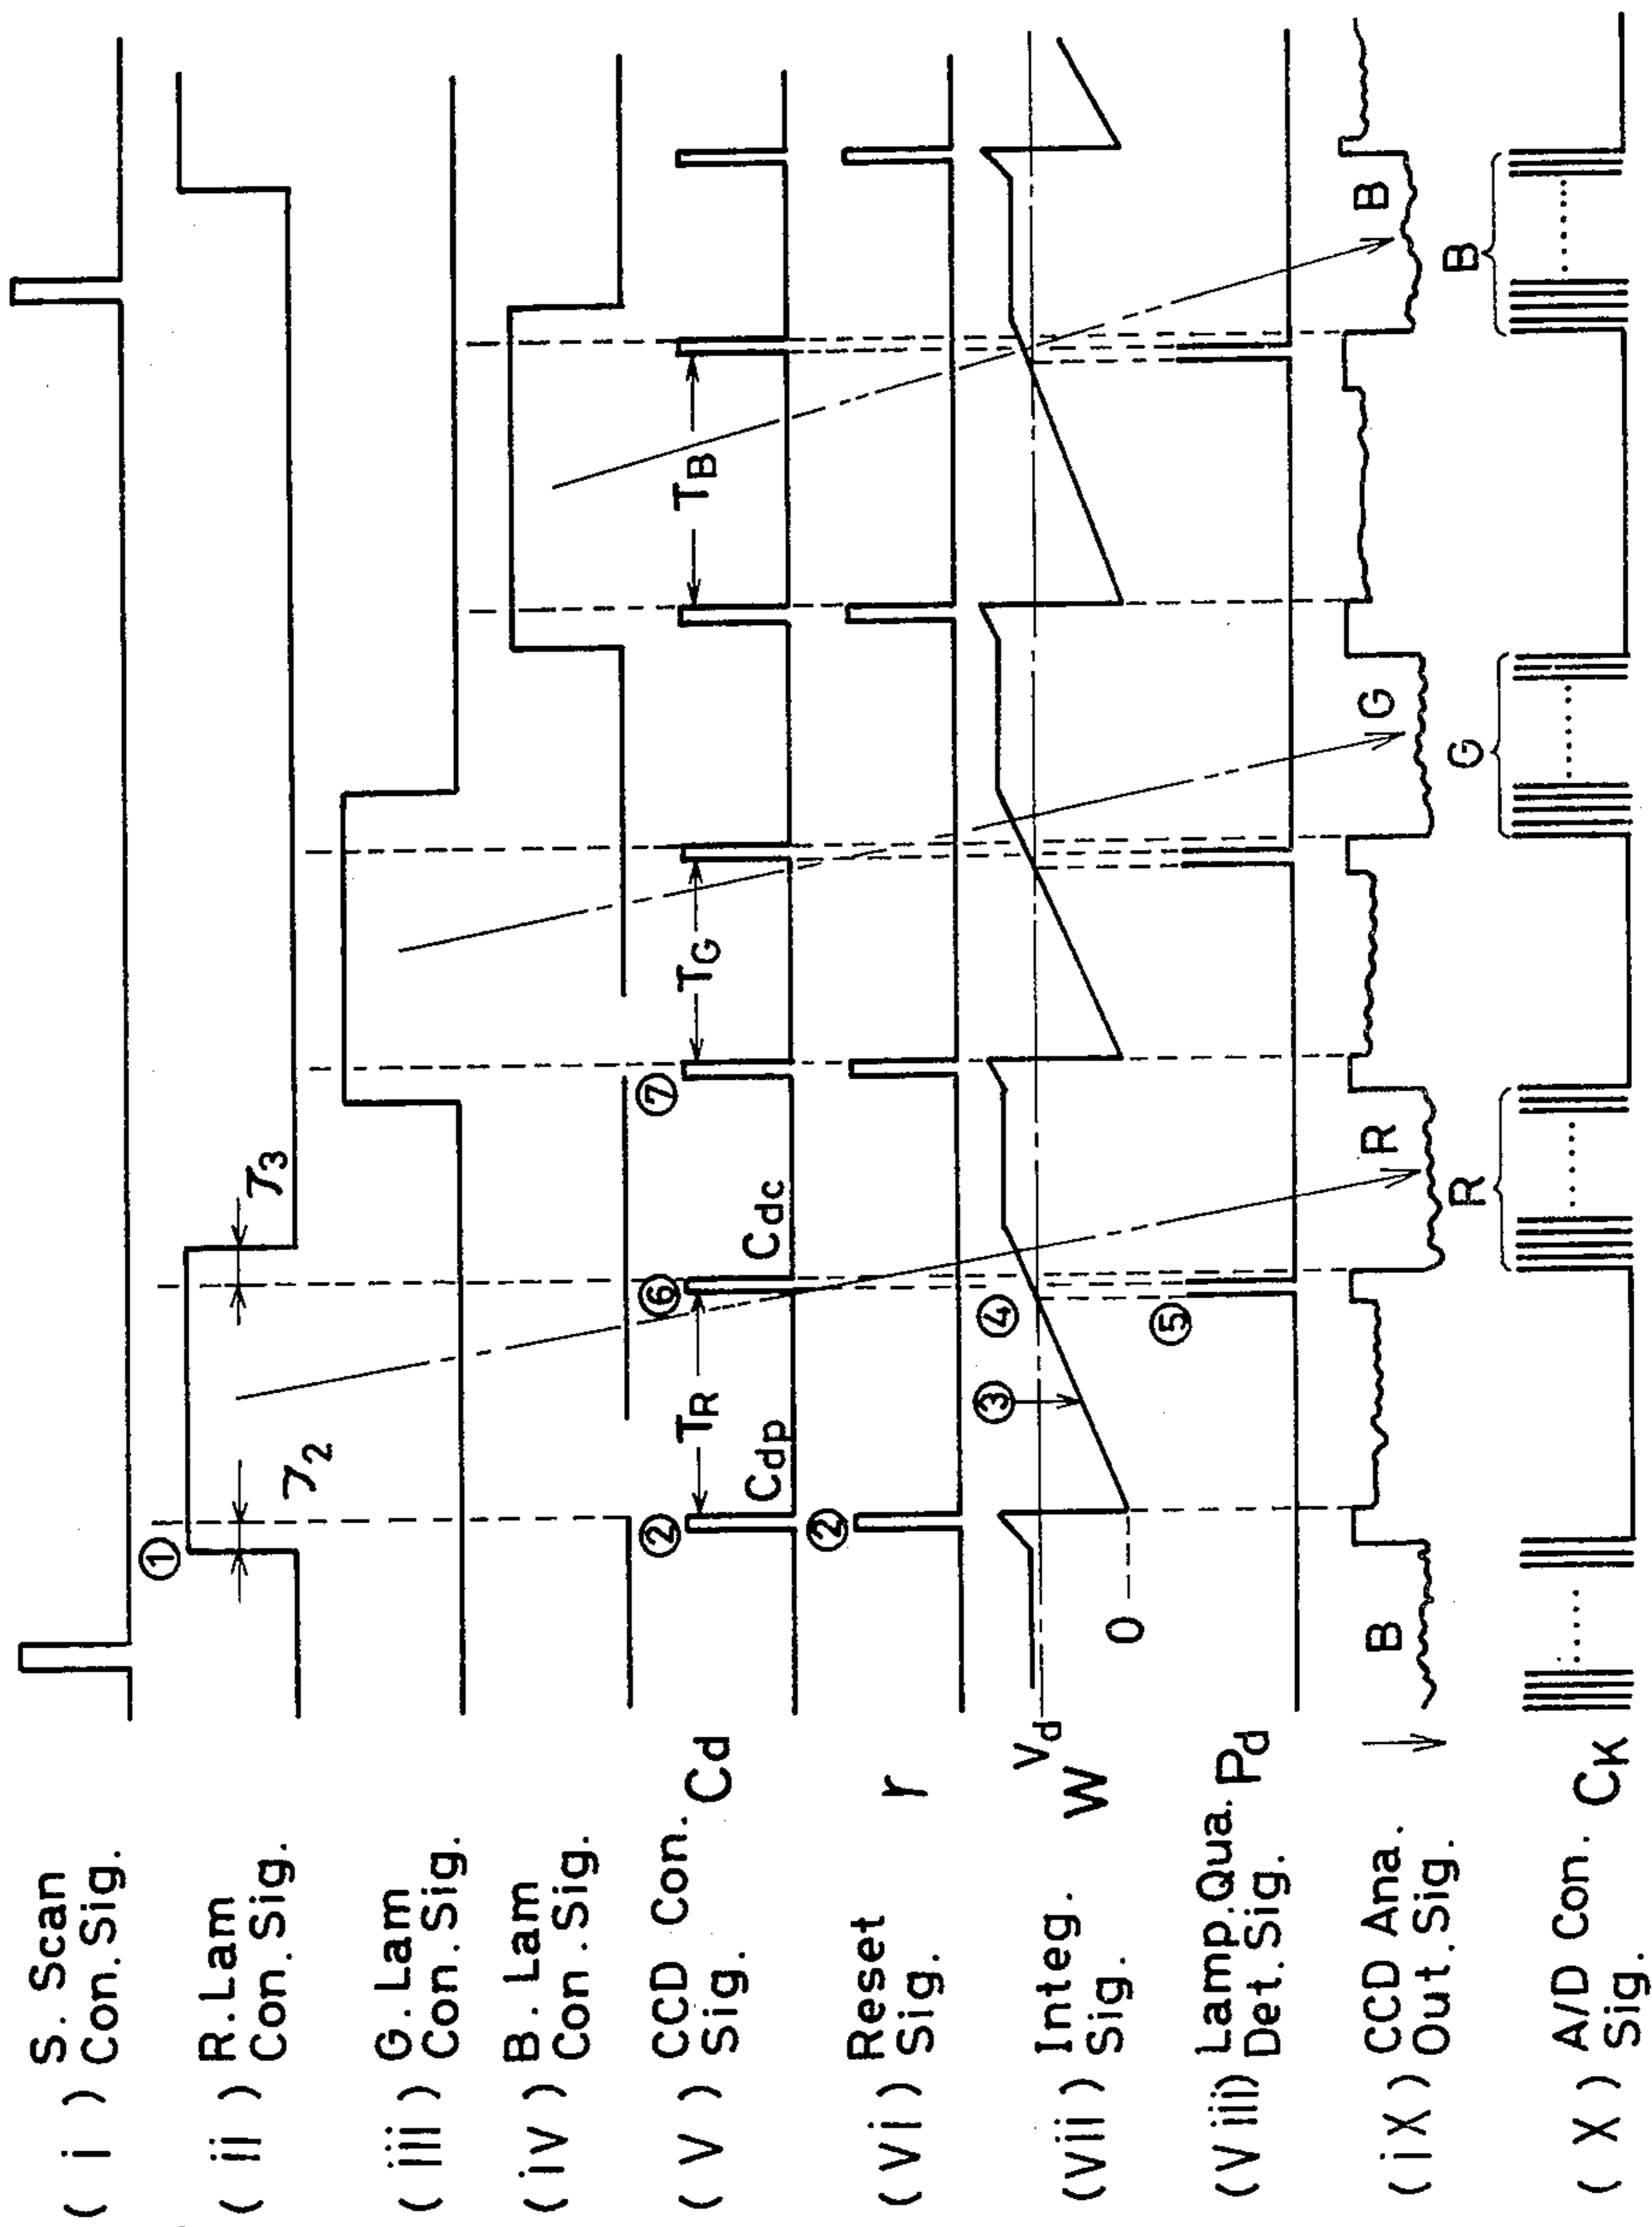 ( i ) S. Scan
Con. Sig.
( ii ) R. Lam
Con. Sig.
( iii ) G. Lam
Con. Sig.
( iV ) B. Lam
Con. Sig.
( V ) CCD Con.
Sig. Cd
( Vi ) Reset
Sig. r
( Vii ) Integ.
Sig. W
Vd
( Viii ) Lamp. Qua.
Det. Sig. Pd
( iX ) CCD Ana.
Out. Sig.
( X ) A/D Con.
Sig. CK
①
τ2
τ3
②
Cdp
TR
⑥
Cdc
⑦
TG
TB
②
0
③
④
⑤
B
R
G
B
R
G
B